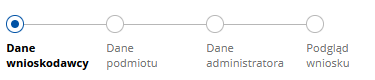 Dane
wnioskodawcy
Dane
podmiotu
Dane
administratora
Podgląd
wniosku